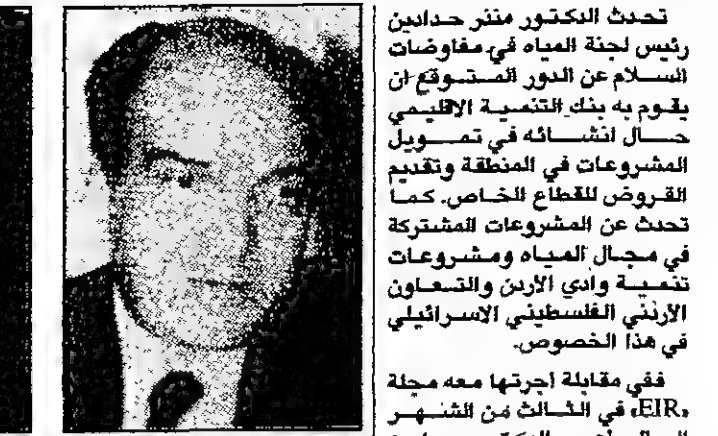 تحدث الدكتور منذر حدادين
رئيس لجنة المياه في مفاوضات
السلام عن الدور المتوقع ان
يقوم به بنك التنمية الاقليمي
حال انشائه في تمويل
المشروعات في المنطقة وتقديم
القروض للقطاع الخاص. كما
تحدث عن المشروعات المشتركة
في مجال المياه ومشروعات
تنمية وادي الاردن والتعاون
الأردني الفلسطيني الاسرائيلي
في هذا الخصوص.
ففي مقابلة أجرتها معه مجلة
«EIR» في الثالث من الشهر